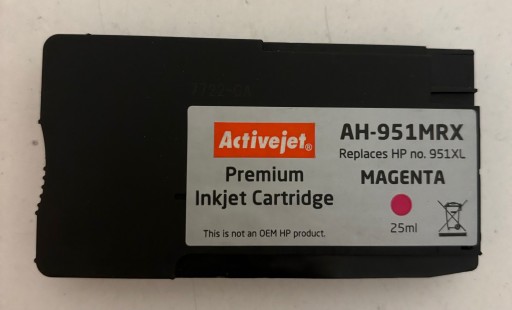 Activejet®
Premium
Inkjet Cartridge
This is not an OEM HP product.
AH-951MRX
Replaces HP no. 951XL
MAGENTA
25ml